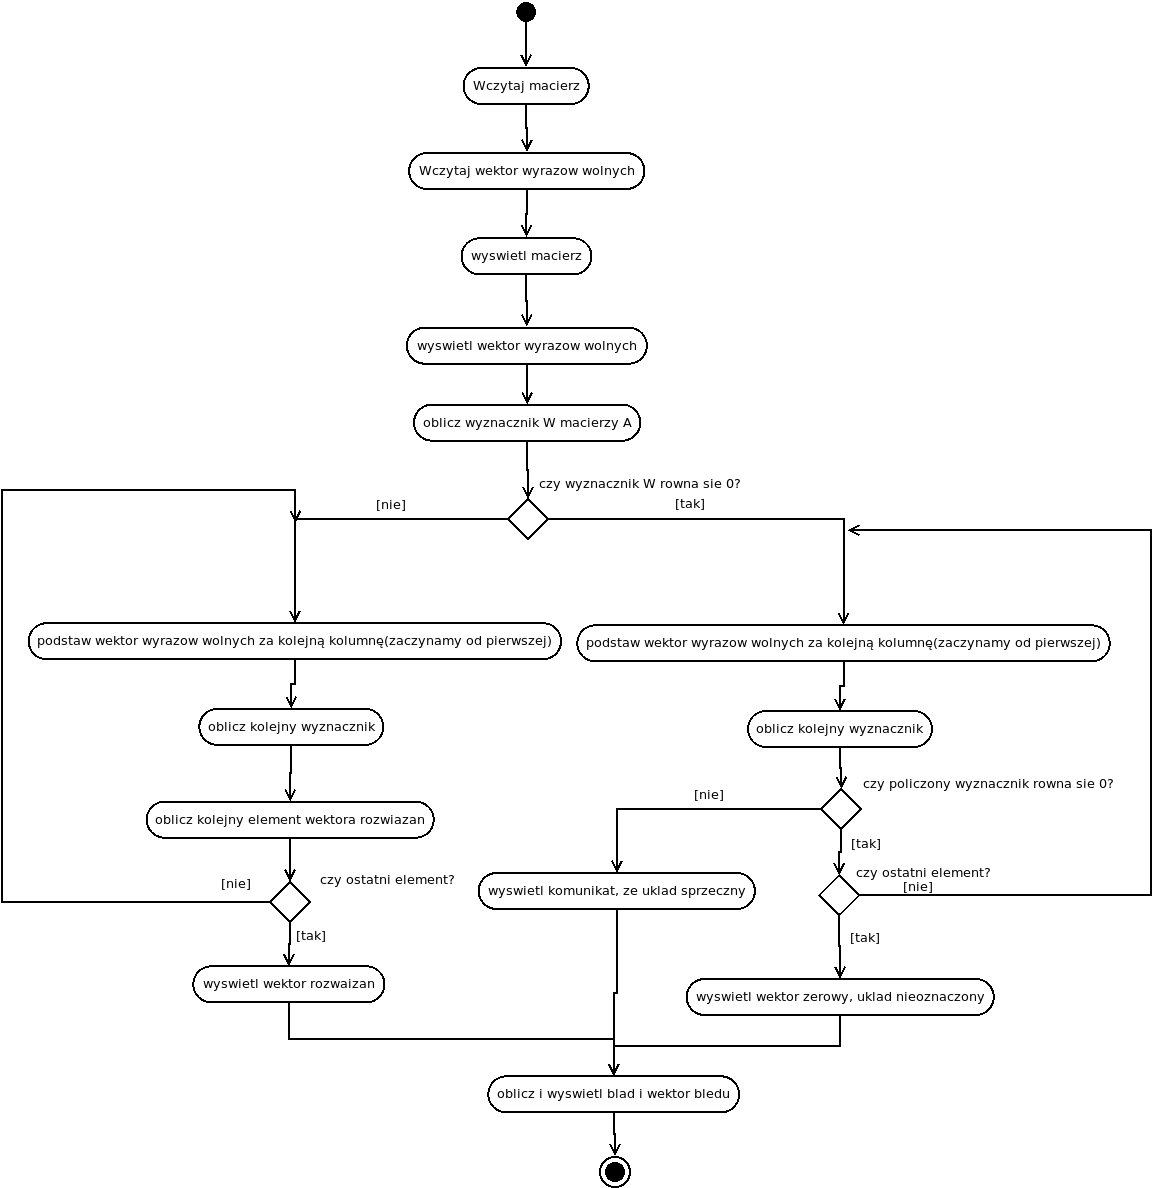 Wczytaj macierz
Wczytaj wektor wyrazow wolnych
wyswietl macierz
wyswietl wektor wyrazow wolnych
oblicz wyznacznik W macierzy A
czy wyznacznik W rowna sie 0?
[nie]
[tak]
podstaw wektor wyrazow wolnych za kolejną kolumnę(zaczynamy od pierwszej)
podstaw wektor wyrazow wolnych za kolejną kolumnę(zaczynamy od pierwszej)
oblicz kolejny wyznacznik
oblicz kolejny wyznacznik
czy policzony wyznacznik rowna sie 0?
[nie]
oblicz kolejny element wektora rozwiazan
[tak]
czy ostatni element?
[nie]
czy ostatni element?
[nie]
wyswietl komunikat, ze uklad sprzeczny
[tak]
[tak]
wyswietl wektor rozwaizan
wyswietl wektor zerowy, uklad nieoznaczony
oblicz i wyswietl blad i wektor bledu